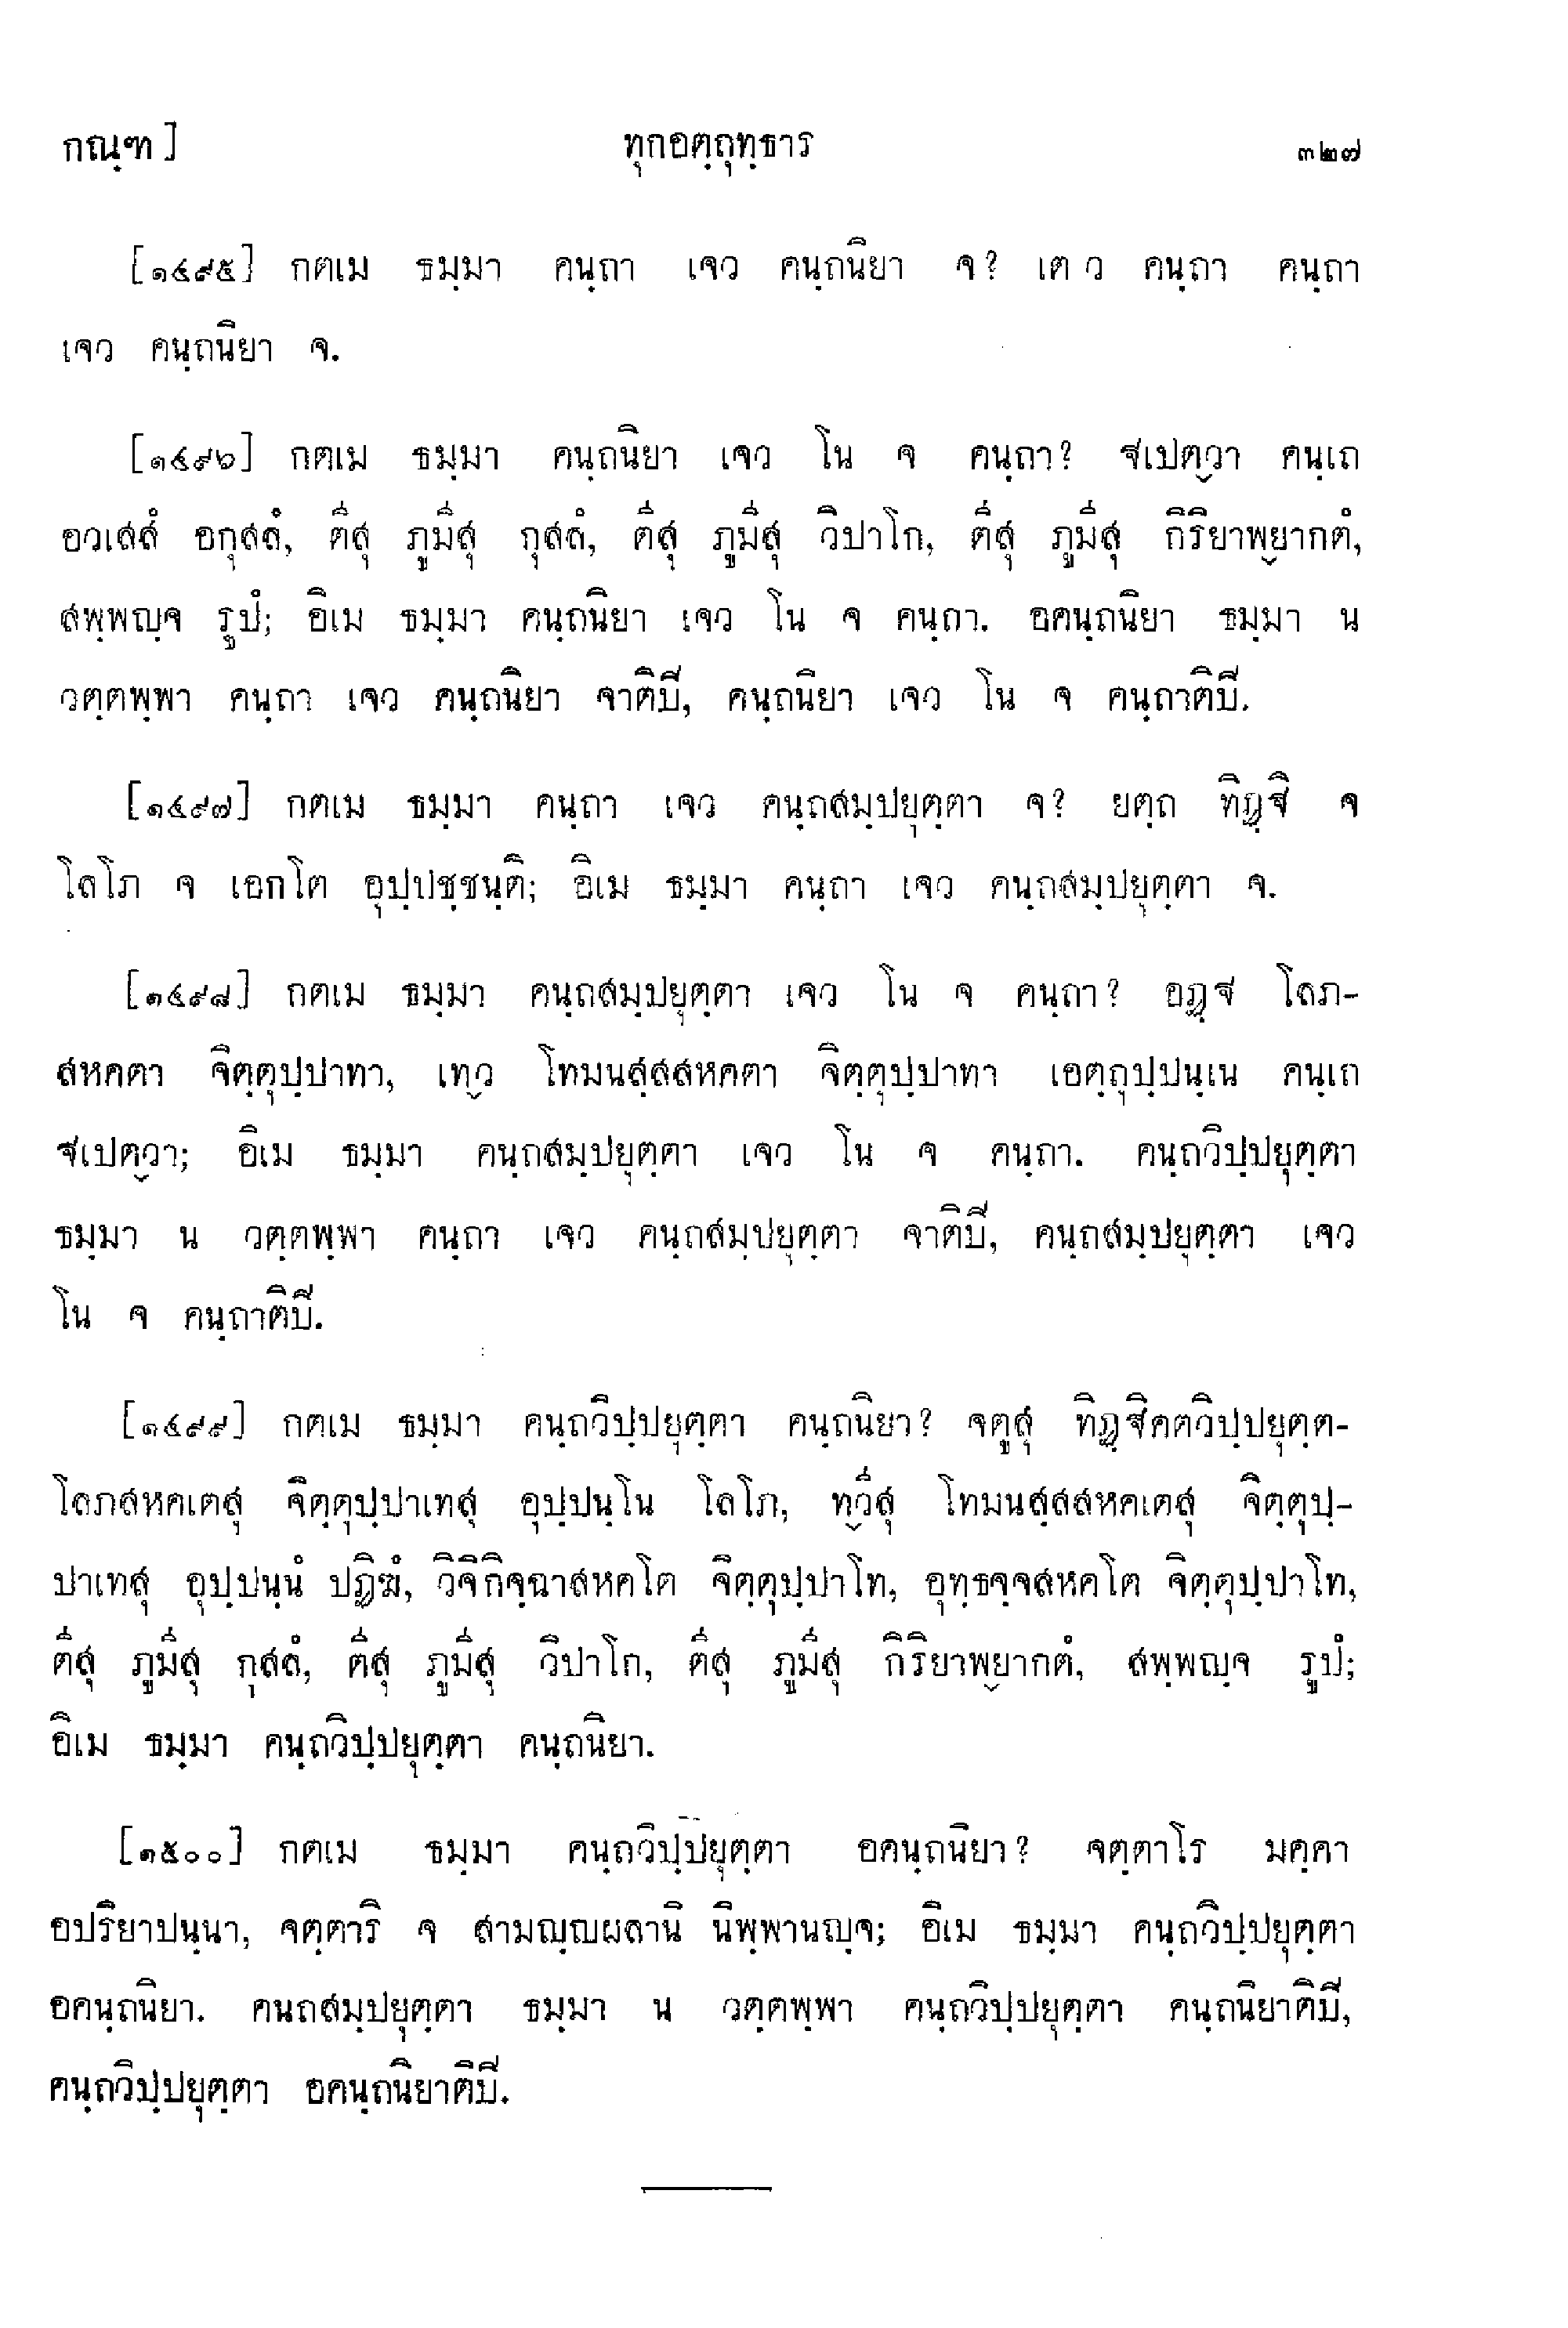 กณฺฑ] ทุกอตฺถุทฺธาร ๓๒๗
[๑๔๙๕] กตเม ธมฺมา คนฺถา เจว คนฺถนิยา จ? เต ว คนฺถา คนฺถา
เจว คนฺถนิยา จ.
[๑๔๙๖] กตเม ธมฺมา คนฺถนิยา เจว โน จ คนฺถา? ฐเปตฺวา คนฺเถ
อวเสสํ อกุสลํ, ตีสุ ภูมีสุ กุสลํ, ตีสุ ภูมีสุ วิปาโก, ตีสุ ภูมีสุ กิริยาพฺยากตํ,
สพฺพญฺจ รูปํ; อิเม ธมฺมา คนฺถนิยา เจว โน จ คนฺถา. อคนฺถนิยา ธมฺมา น
วตฺตพฺพา คนฺถา เจว คนฺถนิยา จาติปี, คนฺถนิยา เจว โน จ คนฺถาติปี.
[๑๔๙๗] กตเม ธมฺมา คนฺถา เจว คนฺถสมฺปยุตฺตา จ? ยตฺถ ทิฏฺฐิ จ
โลโภ จ เอกโต อุปฺปชฺชนฺติ; อิเม ธมฺมา คนฺถา เจว คนฺถสมฺปยุตฺตา จ.
[๑๔๙๘] กตเม ธมฺมา คนฺถสมฺปยุตฺตา เจว โน จ คนฺถา? อฏฺฐ โลภ-
สหคตา จิตฺตุปฺปาทา, เทฺว โทมนสฺสสหคตา จิตฺตุปฺปาทา เอตฺถุปฺปนฺเน คนฺเถ
ฐเปตฺวา; อิเม ธมฺมา คนฺถสมฺปยุตฺตา เจว โน จ คนฺถา. คนฺถวิปฺปยุตฺตา
ธมฺมา น วตฺตพฺพา คนฺถา เจว คนฺถสมฺปยุตฺตา จาติปี, คนฺถสมฺปยุตฺตา เจว
โน จ คนฺถาติปี.
[๑๔๙๙] กตเม ธมฺมา คนฺถวิปฺปยุตฺตา คนฺถนิยา? จตูสุ ทิฏฺฐิคตวิปฺปยุตฺต-
โลภสหคเตสุ จิตฺตุปฺปาเทสุ อุปฺปนฺโน โลโภ, ทฺวีสุ โทมนสฺสสหคเตสุ จิตฺตุปฺ-
ปาเทสุ อุปฺปนฺนํ ปฏิฆํ, วิจิกิจฺฉาสหคโต จิตฺตุปฺปาโท, อุทฺธจฺจสหคโต จิตฺตุปฺปาโท,
ตีสุ ภูมีสุ กุสลํ, ตีสุ ภูมีสุ วิปาโก, ตีสุ ภูมีสุ กิริยาพฺยากตํ, สพฺพญฺจ รูปํ;
อิเม ธมฺมา คนฺถวิปฺปยุตฺตา คนฺถนิยา.
[๑๕๐๐] กตเม ธมฺมา คนฺถวิปฺปยุตฺตา อคนฺถนิยา? จตฺตาโร มคฺคา
อปริยาปนฺนา, จตฺตาริ จ สามญฺญผลานิ นิพฺพานญฺจ; อิเม ธมฺมา คนฺถวิปฺปยุตฺตา
อคนฺถนิยา. คนถสมฺปยุตฺตา ธมฺมา น วตฺตพฺพา คนฺถวิปฺปยุตฺตา คนฺถนิยาติปี,
คนฺถวิปฺปยุตฺตา อคนฺถนิยาติปี.